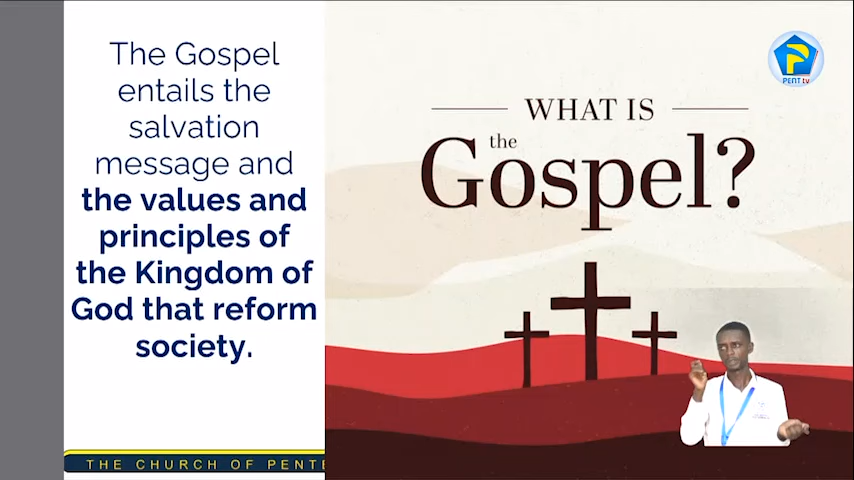 The Gospel
entails the
salvation
message and
the values and
principles of
the Kingdom of
God that reform
society.
THE CHURCH OF PENTE
WHAT IS
the
Gospel?
PENT tv